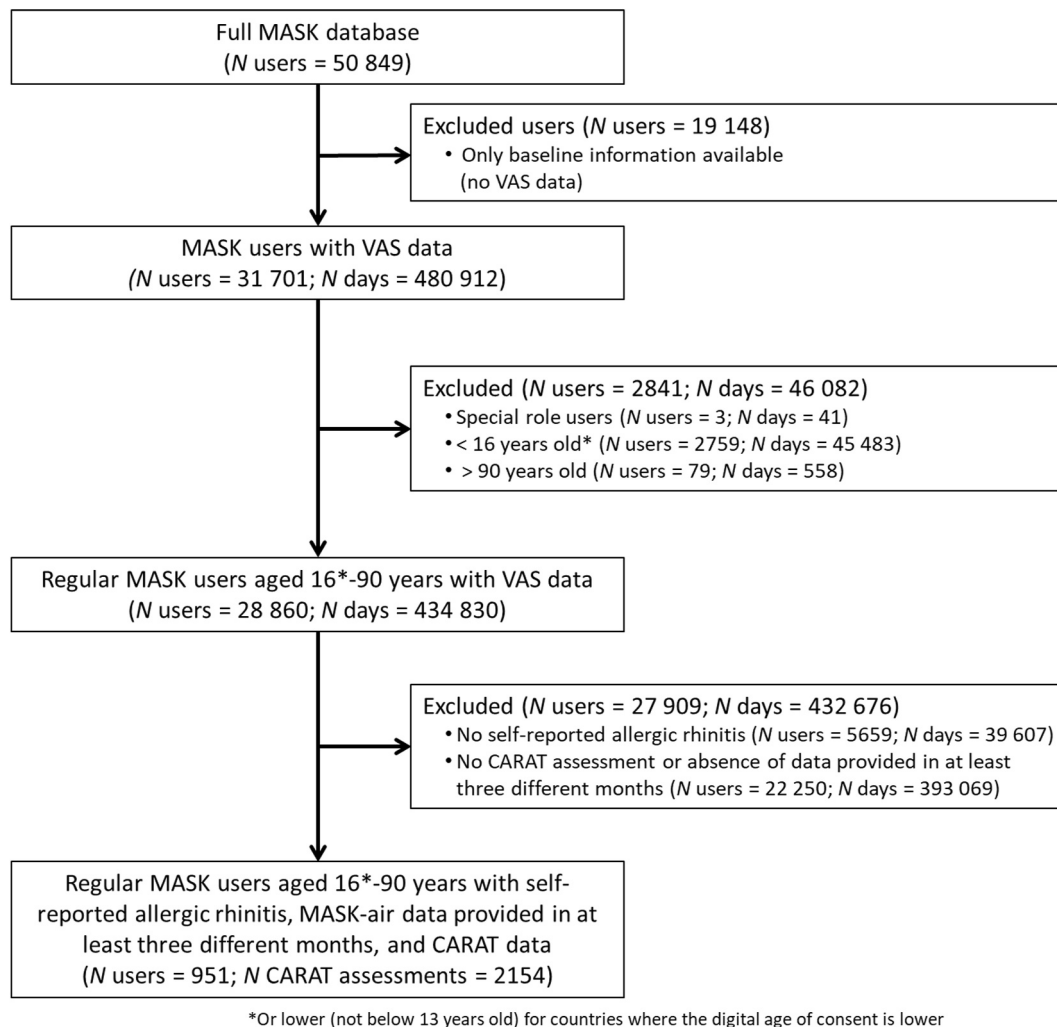 Full MASK database
(N users = 50 849)
Excluded users (N users = 19 148)
• Only baseline information available
(no VAS data)
MASK users with VAS data
(N users = 31 701; N days = 480 912)
Excluded (N users = 2841; N days = 46 082)
• Special role users (N users = 3; N days = 41)
• < 16 years old* (N users = 2759; N days = 45 483)
• > 90 years old (N users = 79; N days = 558)
Regular MASK users aged 16*-90 years with VAS data
(N users = 28 860; N days = 434 830)
Excluded (N users = 27 909; N days = 432 676)
• No self-reported allergic rhinitis (N users = 5659; N days = 39 607)
• No CARAT assessment or absence of data provided in at least
three different months (N users = 22 250; N days = 393 069)
Regular MASK users aged 16*-90 years with self-
reported allergic rhinitis, MASK-air data provided in at
least three different months, and CARAT data
(N users = 951; N CARAT assessments = 2154)
*Or lower (not below 13 years old) for countries where the digital age of consent is lower